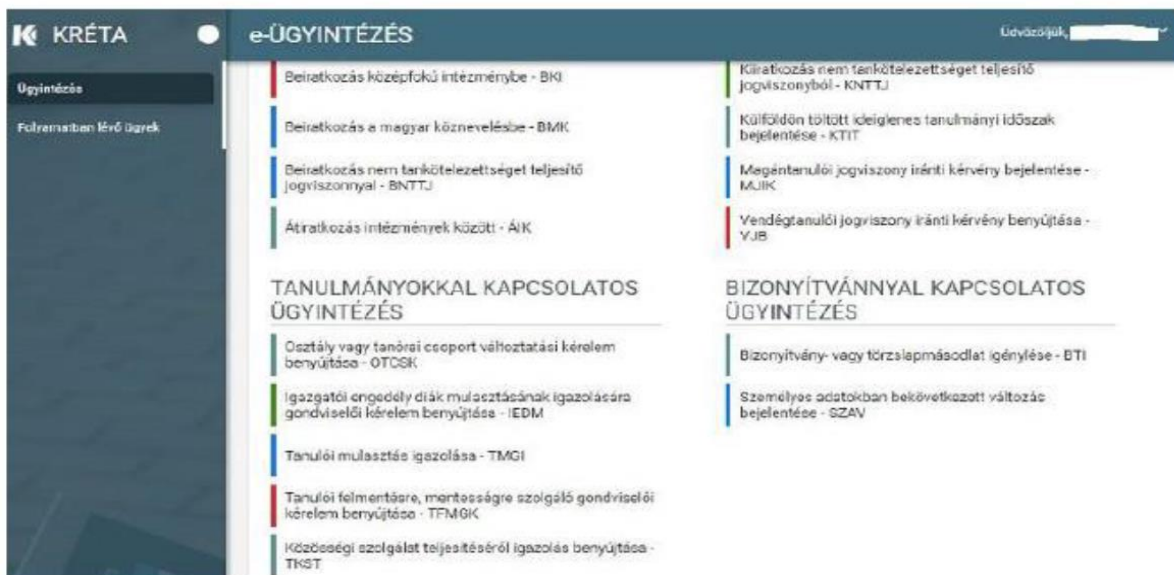 KRÉTA
e-ÜGYINTÉZÉS
Üdvözöljük,
Ügyintézés
Folyamatban lévő ügyek
Beiratkozás középfokú intézménybe - BKI
Beiratkozás a magyar köznevelésbe - BMK
Beiratkozás nem tankötelezettséget teljesítő
jogviszonnyal - BNTTJ
Átiratkozás intézmények között - ÁIK
Kiiratkozás nem tankötelezettséget teljesítő
jogviszonyból - KNTTJ
Külföldön töltött ideiglenes tanulmányi időszak
bejelentése - KTIT
Magántanulói jogviszony iránti kérvény bejelentése -
MJIK
Vendégtanulói jogviszony iránti kérvény benyújtása -
VJB
TANULMÁNYOKKAL KAPCSOLATOS
ÜGYINTÉZÉS
Osztály vagy tanórai csoport változtatási kérelem
benyújtása - OTCSK
Igazgatói engedély diák mulasztásának igazolására
gondviselői kérelem benyújtása - IEDM
Tanulói mulasztás igazolása - TMGI
Tanulói felmentésre, mentességre szolgáló gondviselői
kérelem benyújtása - TFMGK
Közösségi szolgálat teljesítéséről igazolás benyújtása -
TKST
BIZONYÍTVÁNNYAL KAPCSOLATOS
ÜGYINTÉZÉS
Bizonyítvány- vagy törzslapmásodlat igénylése - BTI
Személyes adatokban bekövetkezett változás
bejelentése - SZAV